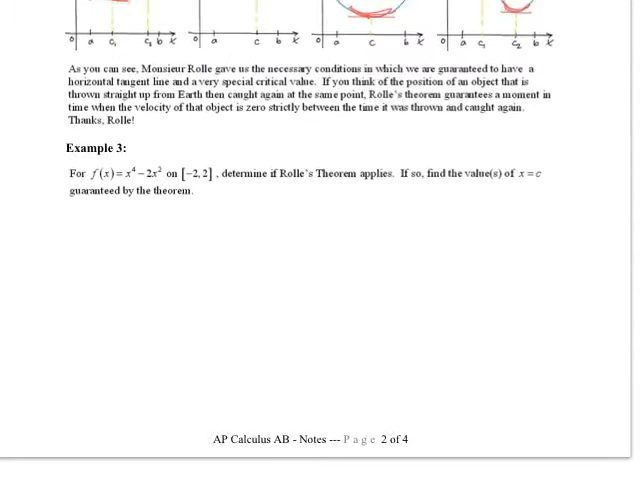 o a c₁ c₂ b x o a c b x o a c b x o a c₁ c₂ b x
As you can see, Monsieur Rolle gave us the necessary conditions in which we are guaranteed to have a
horizontal tangent line and a very special critical value. If you think of the position of an object that is
thrown straight up from Earth then caught again at the same point, Rolle's theorem guarantees a moment in
time when the velocity of that object is zero strictly between the time it was thrown and caught again.
Thanks, Rolle!
Example 3:
For f(x)=x⁴−2x² on [−2,2], determine if Rolle's Theorem applies. If so, find the value(s) of x=c
guaranteed by the theorem.
AP Calculus AB - Notes --- Page 2 of 4